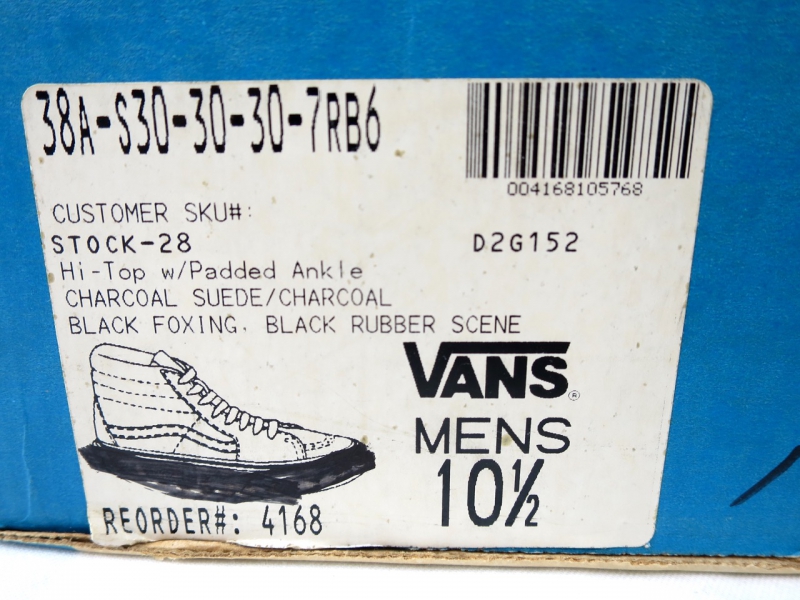 38A-S30-30-30-7RB6
004168105768
CUSTOMER SKU#:
STOCK-28
D2G152
Hi-Top w/Padded Ankle
CHARCOAL SUEDE/CHARCOAL
BLACK FOXING, BLACK RUBBER SCENE
VANS®
MENS
10½
REORDER#: 4168